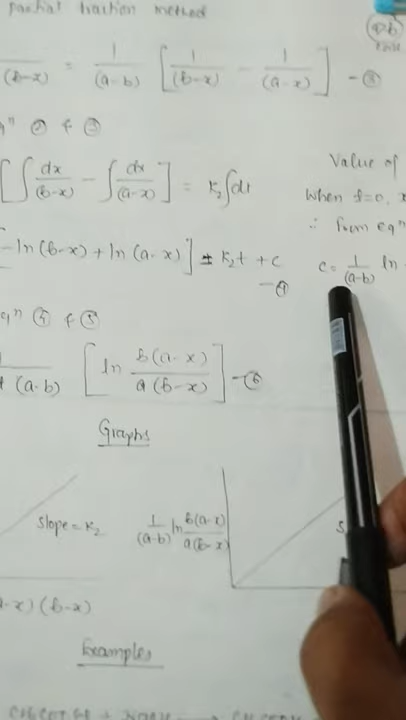 partial fraction method
(b-x) = 1/(a-b) [1/(b-x) - 1/(a-x)] - ③
② & ③
[∫dx/(b-x) - ∫dx/(a-x)] = K₂∫dt
Value of
When t=0,
∴ from eqⁿ
-ln(b-x) + ln(a-x)] = K₂t + c
- ④
c = 1/(a-b) ln
④ & ⑤
(a-b) [ln b(a-x)/a(b-x)] - ⑥
Graphs
Slope = K₂
1/(a-b) ln b(a-x)/a(b-x)
S
(b-x)
Examples